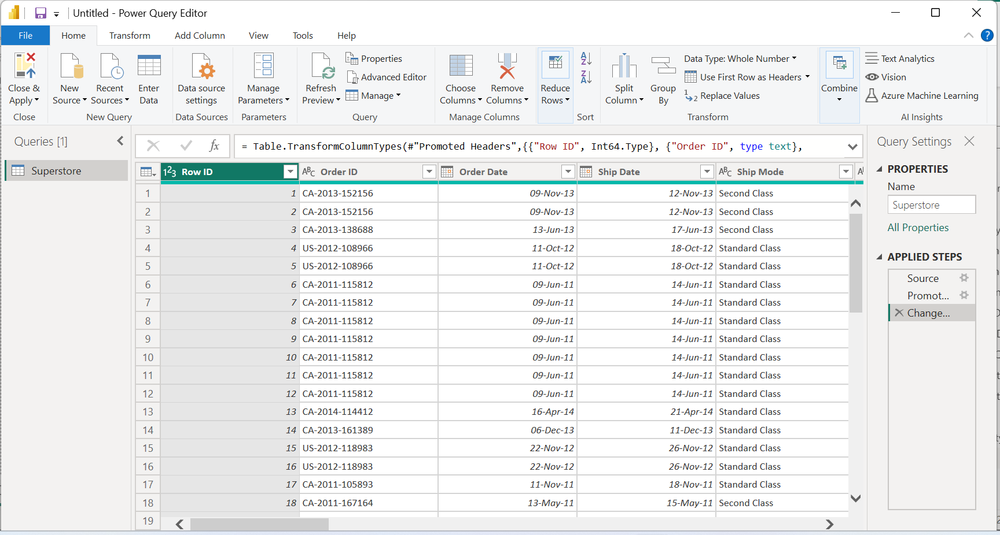 Untitled - Power Query Editor
File Home Transform Add Column View Tools Help
Close & Apply
New Source
Recent Sources
Enter Data
Data source settings
Manage Parameters
Refresh Preview
Properties
Advanced Editor
Manage
Choose Columns
Remove Columns
Reduce Rows
Split Column
Group By
Data Type: Whole Number
Use First Row as Headers
Replace Values
Combine
Text Analytics
Vision
Azure Machine Learning
Close New Query Data Sources Parameters Query Manage Columns Sort Transform AI Insights
Queries [1]
Superstore
fx = Table.TransformColumnTypes(#"Promoted Headers",{{"Row ID", Int64.Type}, {"Order ID", type text},
123 Row ID ABC Order ID Order Date Ship Date ABC Ship Mode
1 1 CA-2013-152156 09-Nov-13 12-Nov-13 Second Class
2 2 CA-2013-152156 09-Nov-13 12-Nov-13 Second Class
3 3 CA-2013-138688 13-Jun-13 17-Jun-13 Second Class
4 4 US-2012-108966 11-Oct-12 18-Oct-12 Standard Class
5 5 US-2012-108966 11-Oct-12 18-Oct-12 Standard Class
6 6 CA-2011-115812 09-Jun-11 14-Jun-11 Standard Class
7 7 CA-2011-115812 09-Jun-11 14-Jun-11 Standard Class
8 8 CA-2011-115812 09-Jun-11 14-Jun-11 Standard Class
9 9 CA-2011-115812 09-Jun-11 14-Jun-11 Standard Class
10 10 CA-2011-115812 09-Jun-11 14-Jun-11 Standard Class
11 11 CA-2011-115812 09-Jun-11 14-Jun-11 Standard Class
12 12 CA-2011-115812 09-Jun-11 14-Jun-11 Standard Class
13 13 CA-2014-114412 16-Apr-14 21-Apr-14 Standard Class
14 14 CA-2013-161389 06-Dec-13 11-Dec-13 Standard Class
15 15 US-2012-118983 22-Nov-12 26-Nov-12 Standard Class
16 16 US-2012-118983 22-Nov-12 26-Nov-12 Standard Class
17 17 CA-2011-105893 11-Nov-11 18-Nov-11 Standard Class
18 18 CA-2011-167164 13-May-11 15-May-11 Second Class
19
Query Settings
PROPERTIES
Name
Superstore
All Properties
APPLIED STEPS
Source
Promot...
Change...